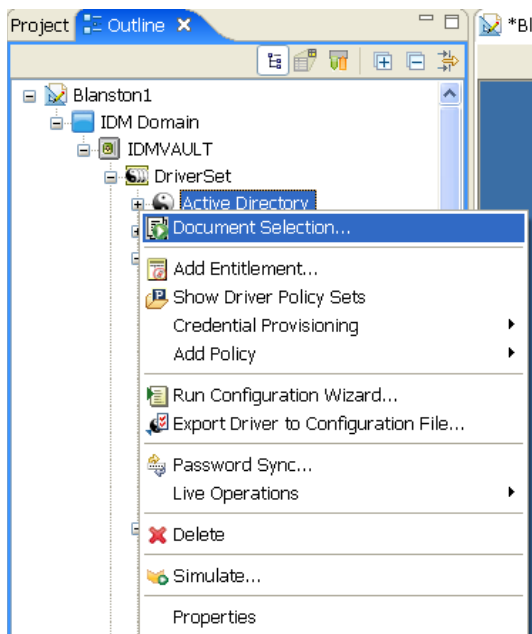 Project Outline *Bl
Blanston1
IDM Domain
IDMVAULT
DriverSet
Active Directory
Document Selection...
Add Entitlement...
Show Driver Policy Sets
Credential Provisioning
Add Policy
Run Configuration Wizard...
Export Driver to Configuration File...
Password Sync...
Live Operations
Delete
Simulate...
Properties